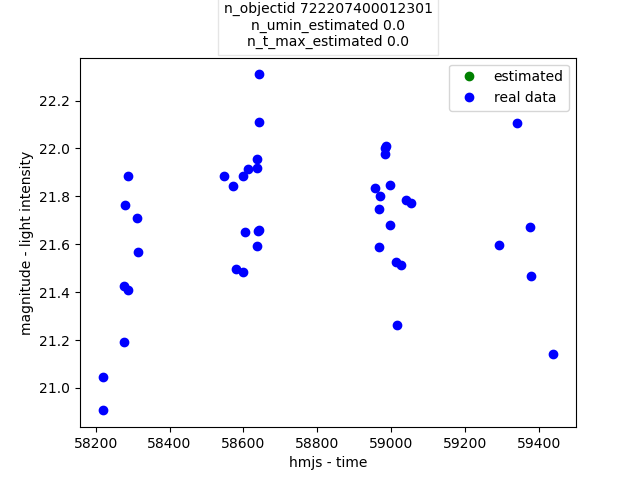 n_objectid 722207400012301
n_umin_estimated 0.0
n_t_max_estimated 0.0
estimated
real data
22.2
22.0
21.8
21.6
21.4
21.2
21.0
magnitude - light intensity
58200 58400 58600 58800 59000 59200 59400
hmjs - time